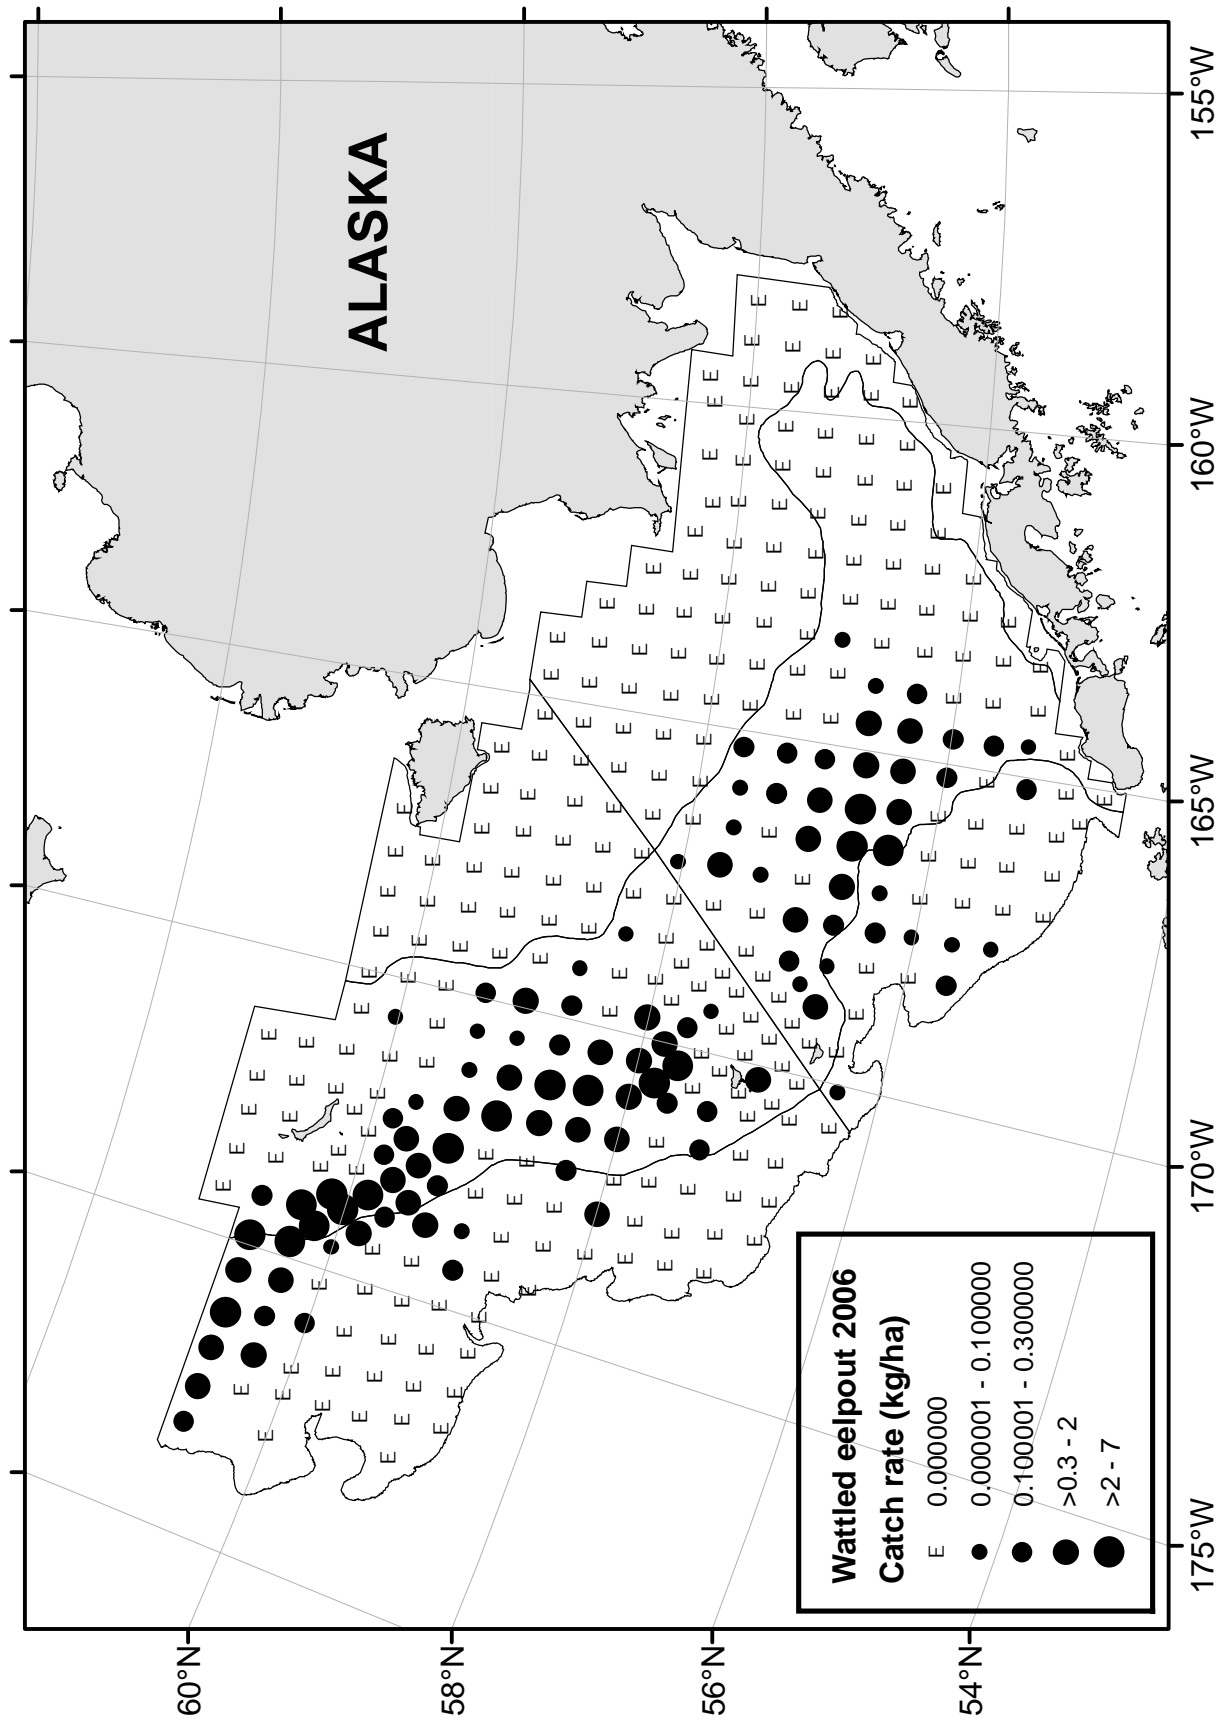 ALASKA
60°N
58°N
56°N
54°N
Wattled eelpout 2006
Catch rate (kg/ha)
E 0.000000
0.000001 - 0.100000
0.100001 - 0.300000
>0.3 - 2
>2 - 7
175°W
170°W
165°W
160°W
155°W